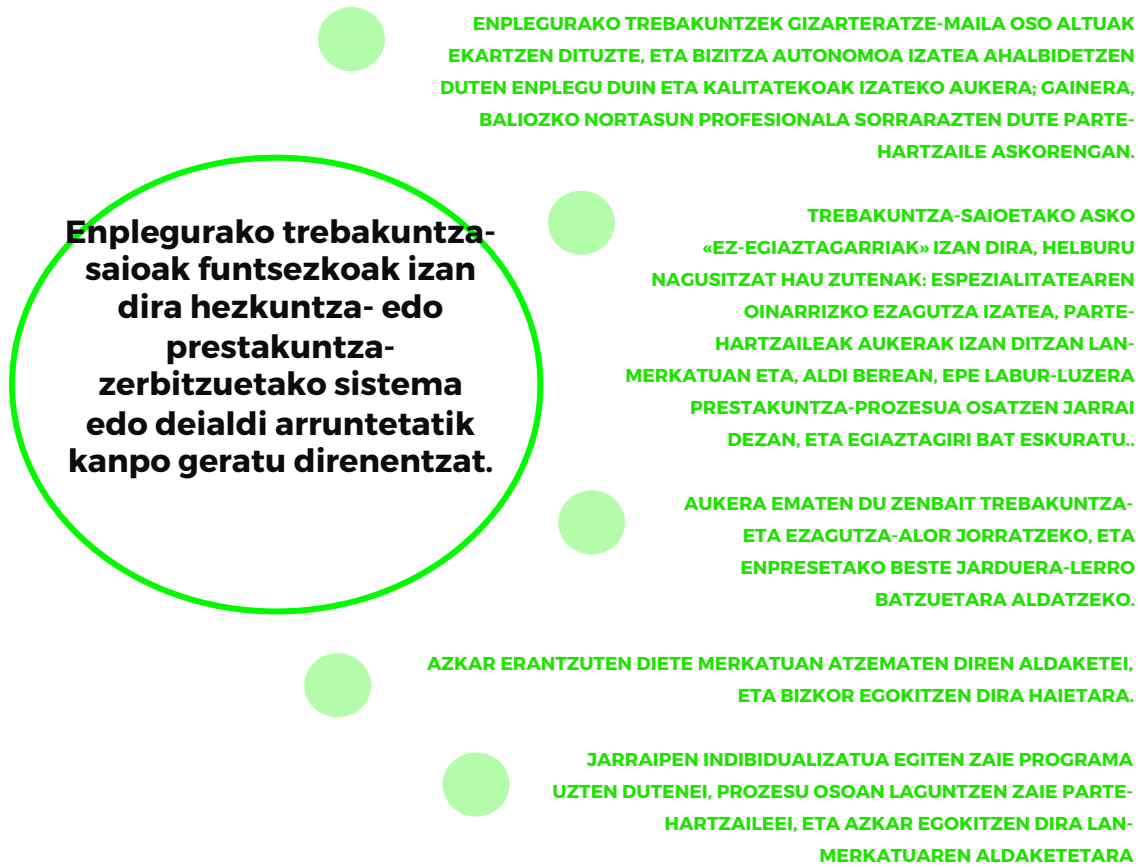 ENPLEGURAKO TREBAKUNTZEK GIZARTERATZE-MAILA OSO ALTUAK
EKARTZEN DITUZTE, ETA BIZITZA AUTONOMOA IZATEA AHALBIDETZEN
DUTEN ENPLEGU DUIN ETA KALITATEKOAK IZATEKO AUKERA; GAINERA,
BALIOZKO NORTASUN PROFESIONALA SORRARAZTEN DUTE PARTE-
HARTZAILE ASKORENGAN.
Enplegurako trebakuntza-
saioak funtsezkoak izan
dira hezkuntza- edo
prestakuntza-
zerbitzuetako sistema
edo deialdi arruntetatik
kanpo geratu direnentzat.
TREBAKUNTZA-SAIOETAKO ASKO
«EZ-EGIAZTAGARRIAK» IZAN DIRA, HELBURU
NAGUSITZAT HAU ZUTENAK: ESPEZIALITATEAREN
OINARRIZKO EZAGUTZA IZATEA, PARTE-
HARTZAILEAK AUKERAK IZAN DITZAN LAN-
MERKATUAN ETA, ALDI BEREAN, EPE LABUR-LUZERA
PRESTAKUNTZA-PROZESUA OSATZEN JARRAI
DEZAN, ETA EGIAZTAGIRI BAT ESKURATU..
AUKERA EMATEN DU ZENBAIT TREBAKUNTZA-
ETA EZAGUTZA-ALOR JORRATZEKO, ETA
ENPRESETAKO BESTE JARDUERA-LERRO
BATZUETARA ALDATZEKO.
AZKAR ERANTZUTEN DIETE MERKATUAN ATZEMATEN DIREN ALDAKETEI,
ETA BIZKOR EGOKITZEN DIRA HAIETARA.
JARRAIPEN INDIBIDUALIZATUA EGITEN ZAIE PROGRAMA
UZTEN DUTENEI, PROZESU OSOAN LAGUNTZEN ZAIE PARTE-
HARTZAILEEI, ETA AZKAR EGOKITZEN DIRA LAN-
MERKATUAREN ALDAKETETARA